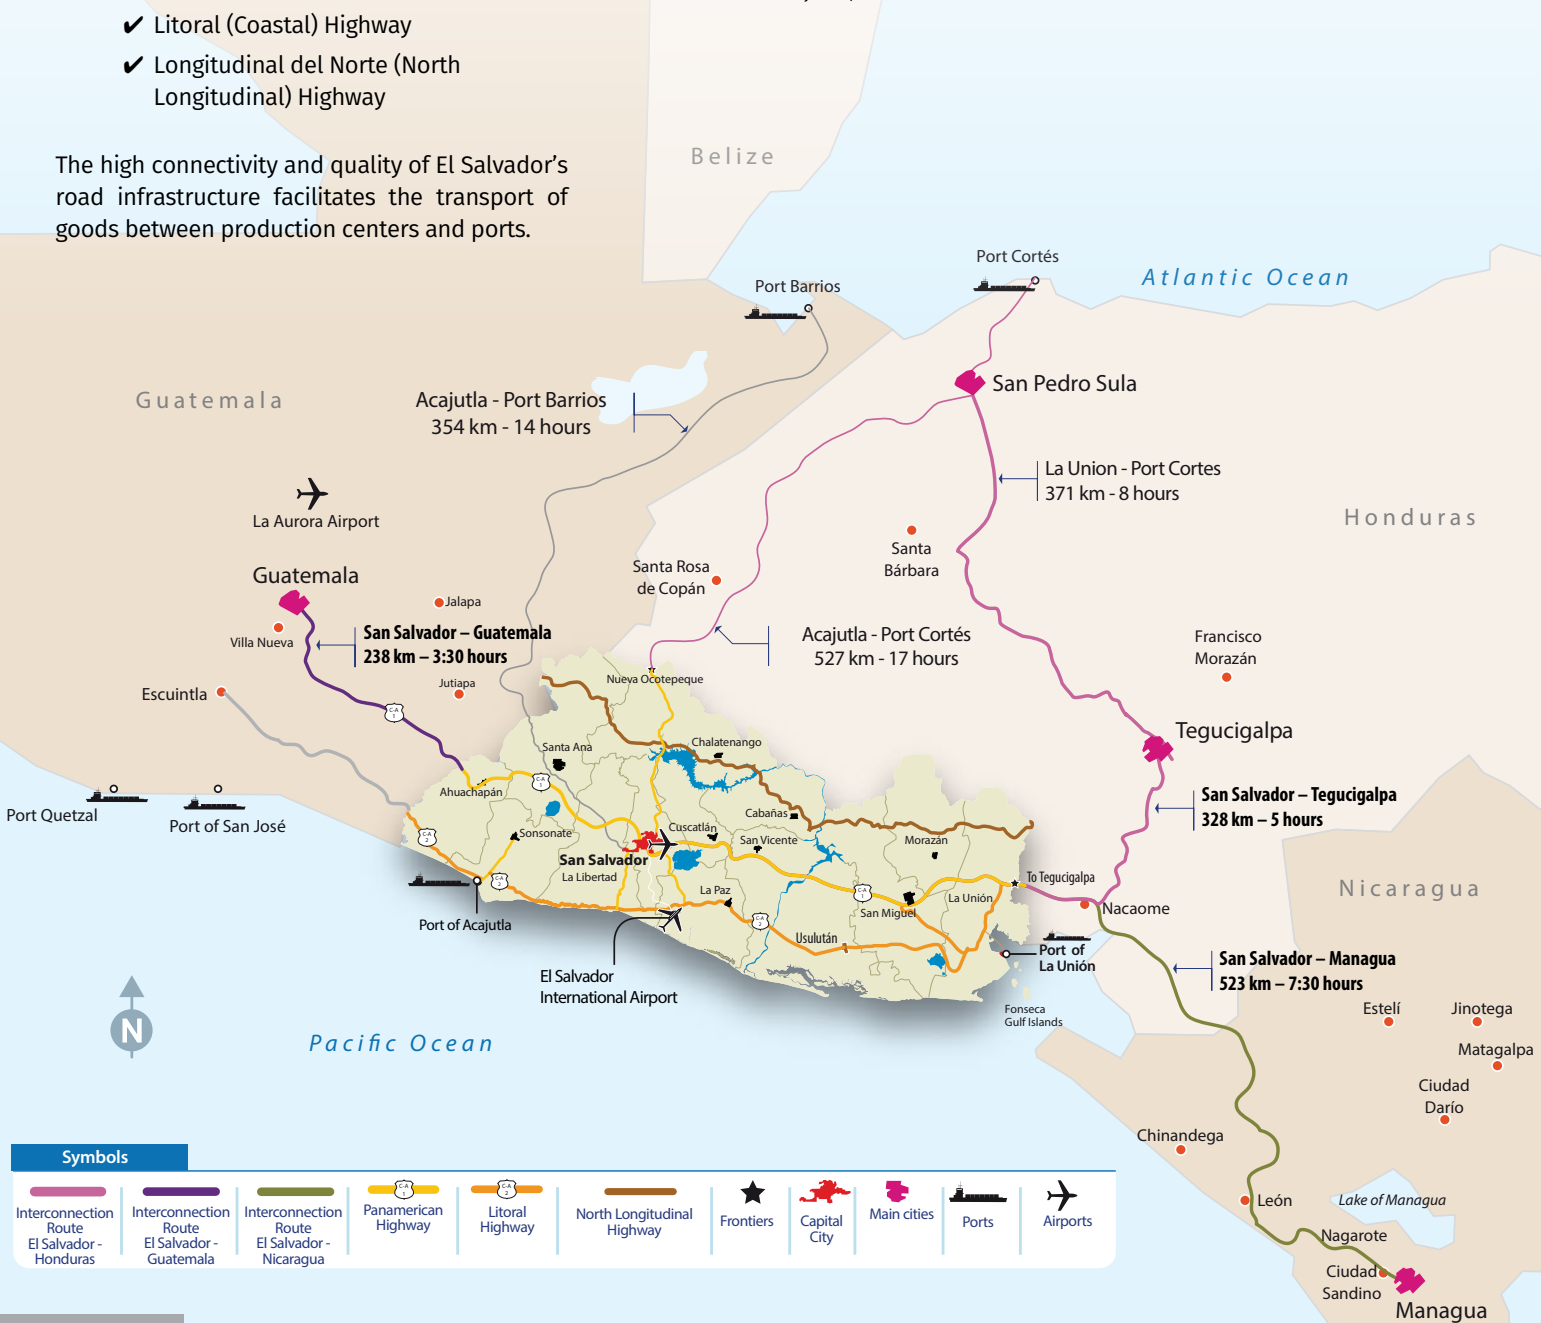 ✔ Litoral (Coastal) Highway
✔ Longitudinal del Norte (North
Longitudinal) Highway
The high connectivity and quality of El Salvador’s
road infrastructure facilitates the transport of
goods between production centers and ports.
Belize
Port Cortés
Atlantic Ocean
Port Barrios
San Pedro Sula
Guatemala
Acajutla - Port Barrios
354 km - 14 hours
La Union - Port Cortes
371 km - 8 hours
La Aurora Airport
Honduras
Santa
Bárbara
Santa Rosa
de Copán
Guatemala
Jalapa
Villa Nueva
San Salvador – Guatemala
238 km – 3:30 hours
Acajutla - Port Cortés
527 km - 17 hours
Francisco
Morazán
Nueva Ocotepeque
Jutiapa
Escuintla
C-A
1
Tegucigalpa
Santa Ana
Chalatenango
C-A
1
Ahuachapán
San Salvador – Tegucigalpa
328 km – 5 hours
Port Quetzal
Port of San José
Cabañas
C-A
2
Sonsonate
Cuscatlán
San Vicente
Morazán
San Salvador
La Libertad
To Tegucigalpa
Nicaragua
C-A
2
La Paz
C-A
1
La Unión
San Miguel
Nacaome
Port of Acajutla
C-A
2
Usulután
Port of
La Unión
San Salvador – Managua
523 km – 7:30 hours
El Salvador
International Airport
Fonseca
Gulf Islands
Estelí
Jinotega
N
Pacific Ocean
Matagalpa
Ciudad
Darío
Chinandega
León
Lake of Managua
Nagarote
Ciudad
Sandino
Managua
Symbols
Interconnection
Route
El Salvador -
Honduras
Interconnection
Route
El Salvador -
Guatemala
Interconnection
Route
El Salvador -
Nicaragua
C-A
1
Panamerican
Highway
C-A
2
Litoral
Highway
North Longitudinal
Highway
Frontiers
Capital
City
Main cities
Ports
Airports